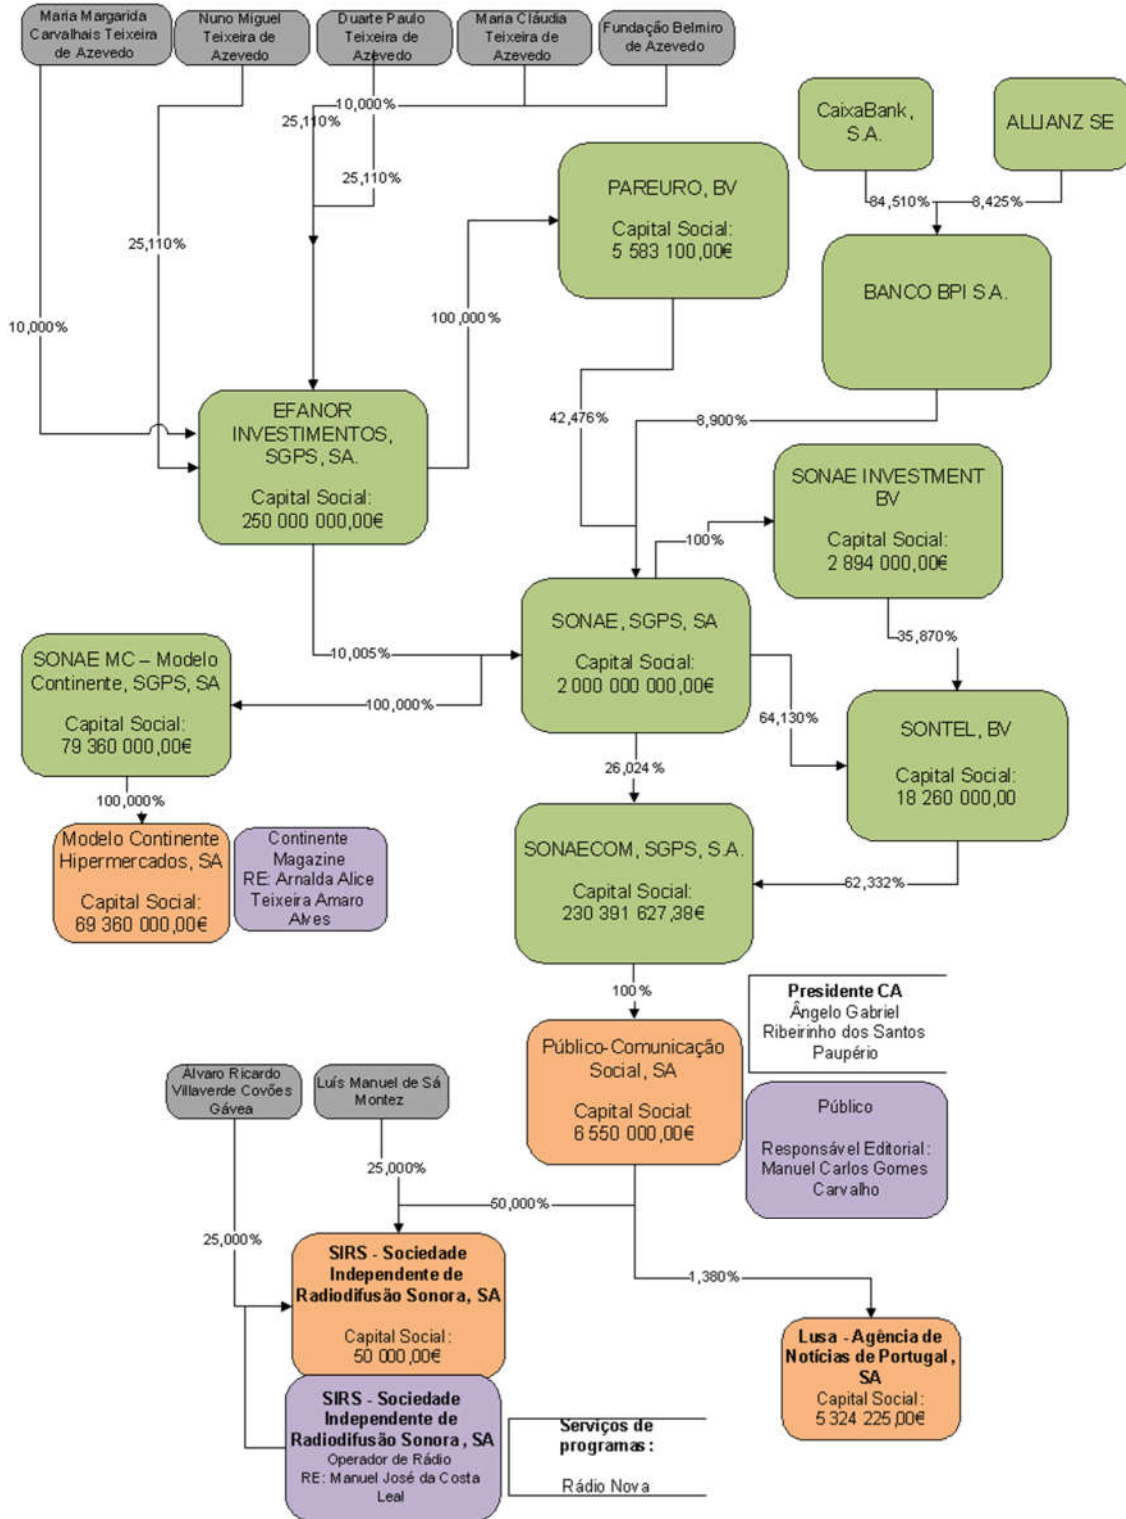 Maria Margarida
Carvalhais Teixeira
de Azevedo
Nuno Miguel
Teixeira de
Azevedo
Duarte Paulo
Teixeira de
Azevedo
Maria Cláudia
Teixeira de
Azevedo
Fundação Belmiro
de Azevedo
CaixaBank,
S.A.
ALLIANZ SE
10,000%
25,110%
25,110%
25,110%
84,510%
8,425%
PAREURO, BV
Capital Social:
5 583 100,00€
BANCO BPI S.A.
10,000%
100,000%
42,476%
8,900%
EFANOR
INVESTIMENTOS,
SGPS, SA.
Capital Social:
250 000 000,00€
SONAE INVESTMENT
BV
Capital Social:
2 894 000,00€
100%
35,870%
SONAE, SGPS, SA
Capital Social:
2 000 000 000,00€
10,005%
100,000%
64,130%
SONAE MC – Modelo
Continente, SGPS, SA
Capital Social:
79 360 000,00€
SONTEL, BV
Capital Social:
18 260 000,00
100,000%
26,024%
62,332%
Modelo Continente
Hipermercados, SA
Capital Social:
69 360 000,00€
Continente
Magazine
RE: Arnalda Alice
Teixeira Amaro
Alves
SONAECOM, SGPS, S.A.
Capital Social:
230 391 627,38€
100%
Presidente CA
Ângelo Gabriel
Ribeirinho dos Santos
Paupério
Público-Comunicação
Social, SA
Capital Social:
6 550 000,00€
Público
Responsável Editorial:
Manuel Carlos Gomes
Carvalho
Álvaro Ricardo
Villaverde Covões
Gávea
Luís Manuel de Sá
Montez
25,000%
50,000%
25,000%
1,380%
SIRS - Sociedade
Independente de
Radiodifusão Sonora, SA
Capital Social:
50 000,00€
SIRS - Sociedade
Independente de
Radiodifusão Sonora, SA
Operador de Rádio
RE: Manuel José da Costa
Leal
Serviços de
programas:
Rádio Nova
Lusa - Agência de
Notícias de Portugal,
SA
Capital Social:
5 324 225,00€